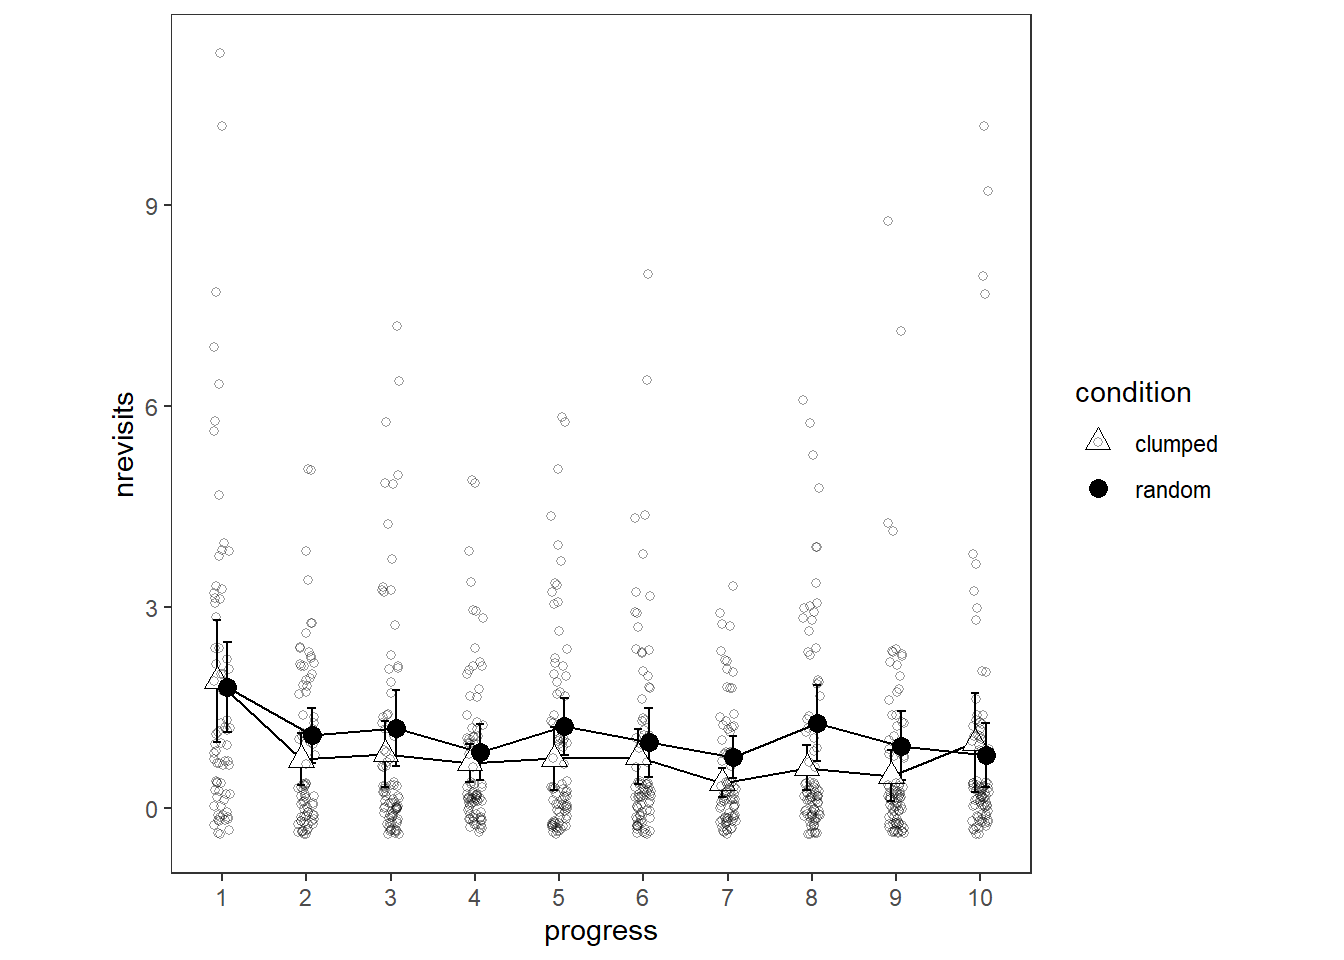 nrevisits
9
6
3
0
1 2 3 4 5 6 7 8 9 10
progress
condition
clumped
random